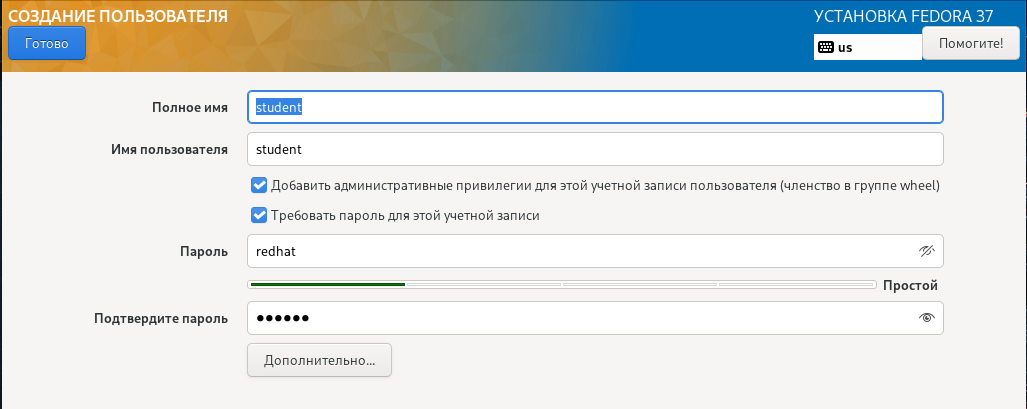 СОЗДАНИЕ ПОЛЬЗОВАТЕЛЯ
УСТАНОВКА FEDORA 37
Готово
us
Помогите!
Полное имя
student
Имя пользователя
student
Добавить административные привилегии для этой учетной записи пользователя (членство в группе wheel)
Требовать пароль для этой учетной записи
Пароль
redhat
Простой
Подтвердите пароль
●●●●●●
Дополнительно...